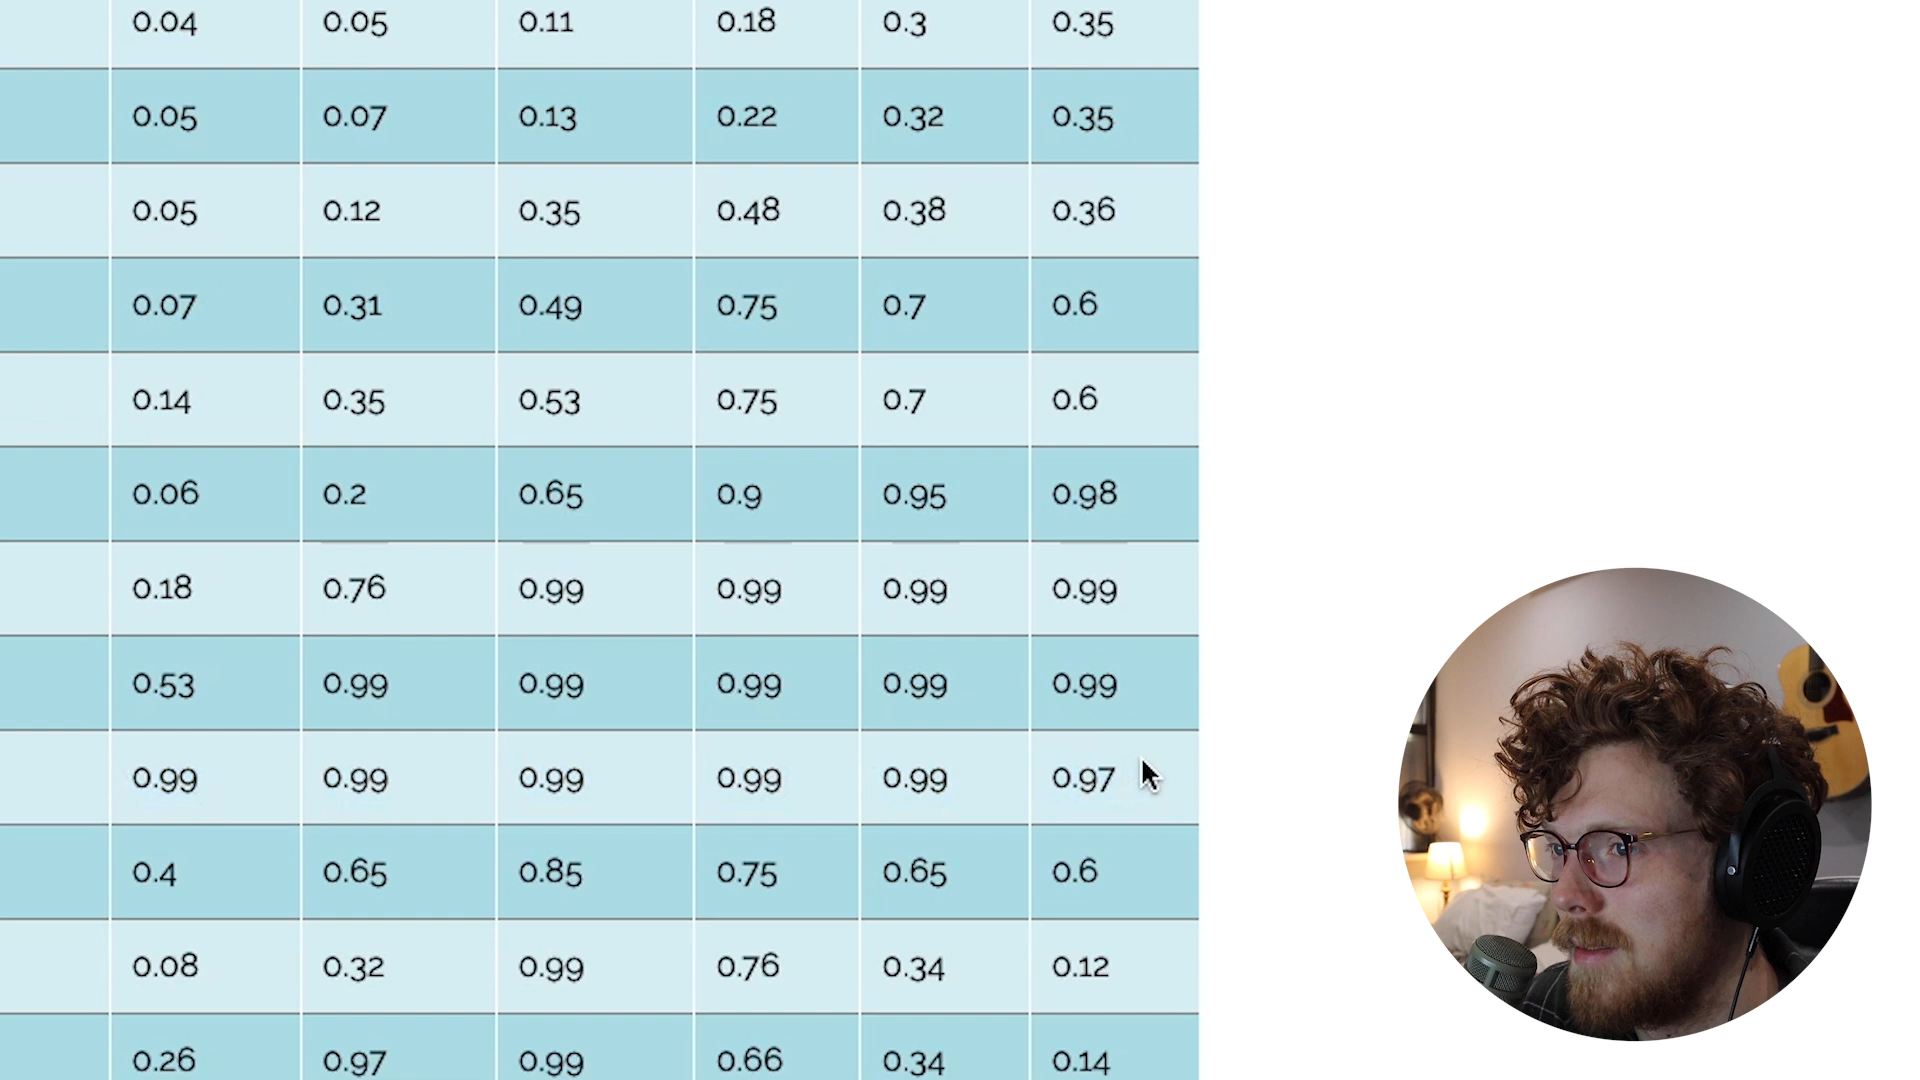 0.04 0.05 0.11 0.18 0.3 0.35
0.05 0.07 0.13 0.22 0.32 0.35
0.05 0.12 0.35 0.48 0.38 0.36
0.07 0.31 0.49 0.75 0.7 0.6
0.14 0.35 0.53 0.75 0.7 0.6
0.06 0.2 0.65 0.9 0.95 0.98
0.18 0.76 0.99 0.99 0.99 0.99
0.53 0.99 0.99 0.99 0.99 0.99
0.99 0.99 0.99 0.99 0.99 0.97
0.4 0.65 0.85 0.75 0.65 0.6
0.08 0.32 0.99 0.76 0.34 0.12
0.26 0.97 0.99 0.66 0.34 0.14